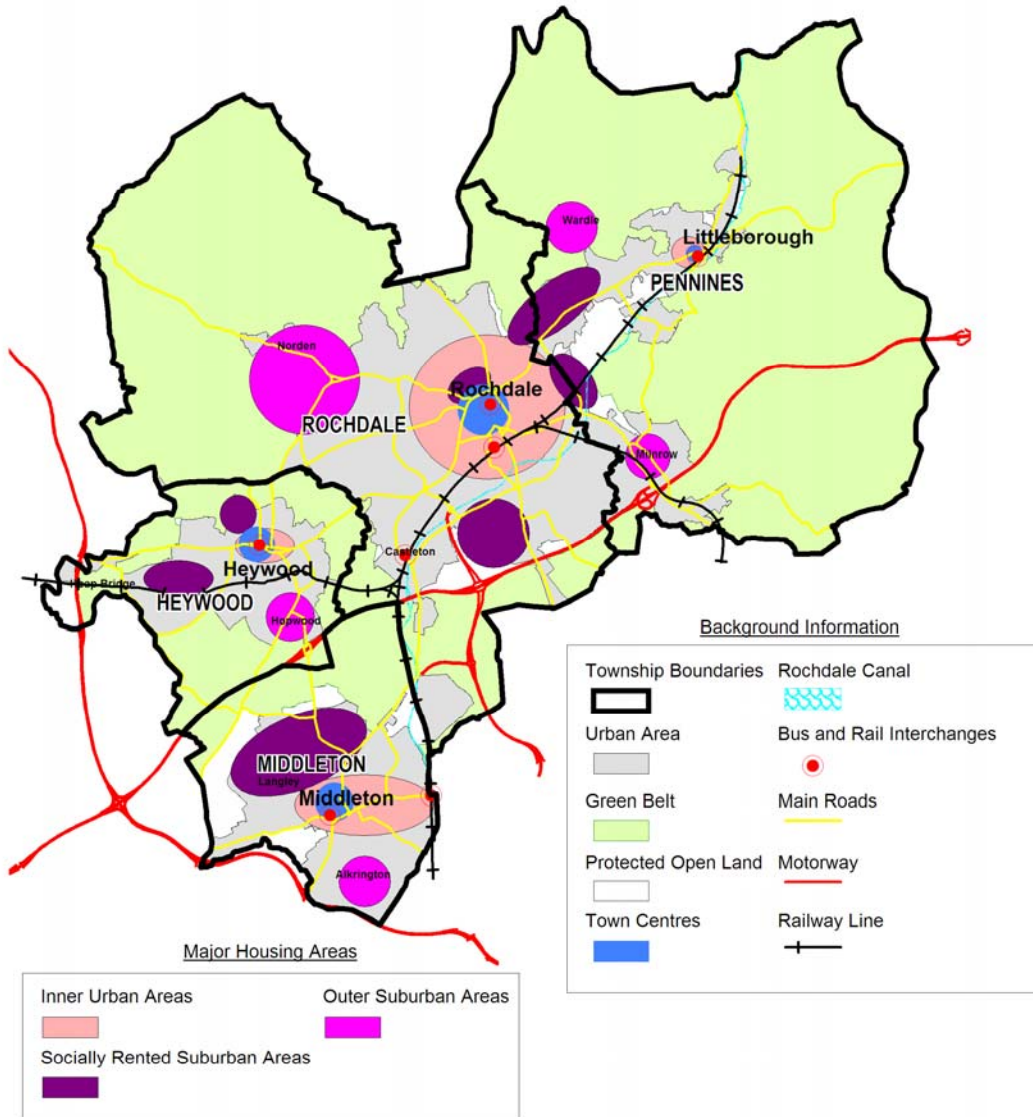 Wardle
Littleborough
PENNINES
Norden
Rochdale
ROCHDALE
Milnrow
Castleton
Heywood
HEYWOOD
Hopwood
MIDDLETON
Langley
Middleton
Alkrington
Background Information
Township Boundaries
Rochdale Canal
Urban Area
Bus and Rail Interchanges
Green Belt
Main Roads
Protected Open Land
Motorway
Town Centres
Railway Line
Major Housing Areas
Inner Urban Areas
Outer Suburban Areas
Socially Rented Suburban Areas